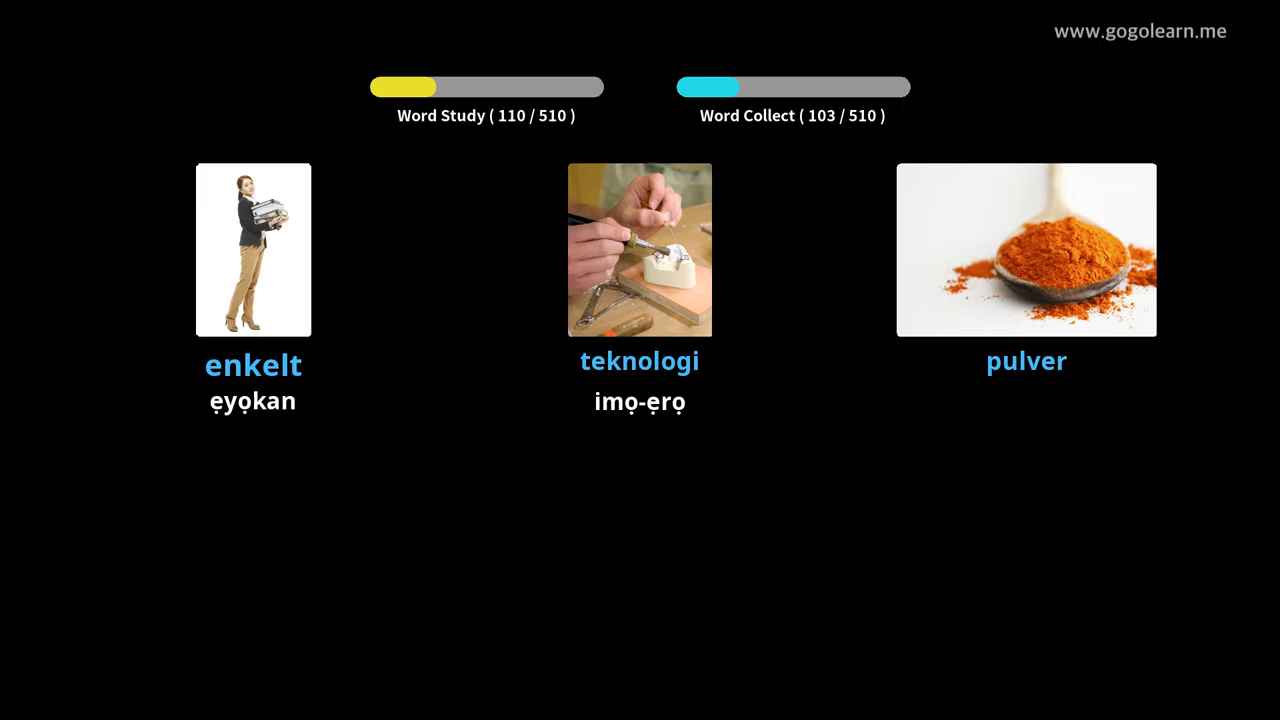 www.gogolearn.me
Word Study ( 110 / 510 )
Word Collect ( 103 / 510 )
enkelt
ẹyọkan
teknologi
imọ-ẹrọ
pulver